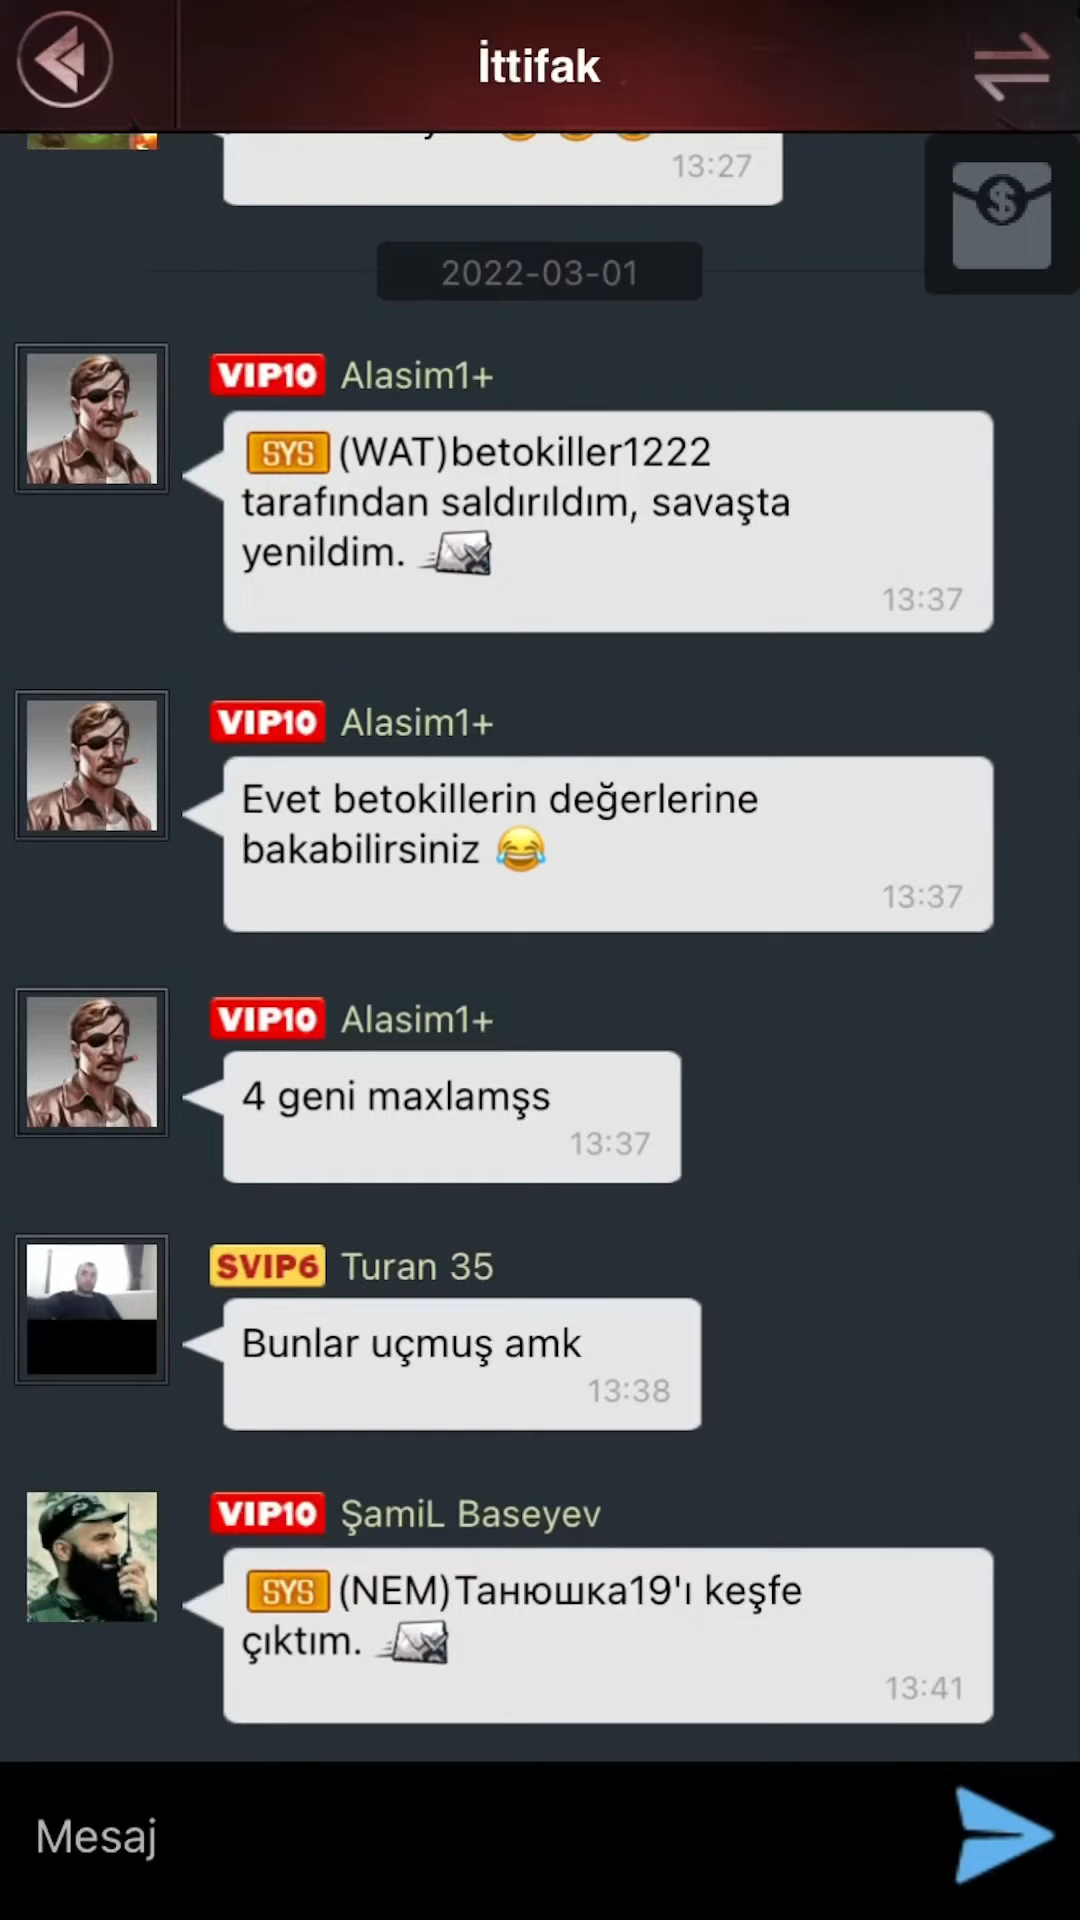 İttifak
13:27
2022-03-01
VIP10 Alasim1+
SYS (WAT)betokiller1222
tarafından saldırıldım, savaşta
yenildim.
13:37
VIP10 Alasim1+
Evet betokillerin değerlerine
bakabilirsiniz 😂
13:37
VIP10 Alasim1+
4 geni maxlamşs
13:37
SVIP6 Turan 35
Bunlar uçmuş amk
13:38
VIP10 ŞamiL Baseyev
SYS (NEM)Танюшка19'ı keşfe
çıktım.
13:41
Mesaj